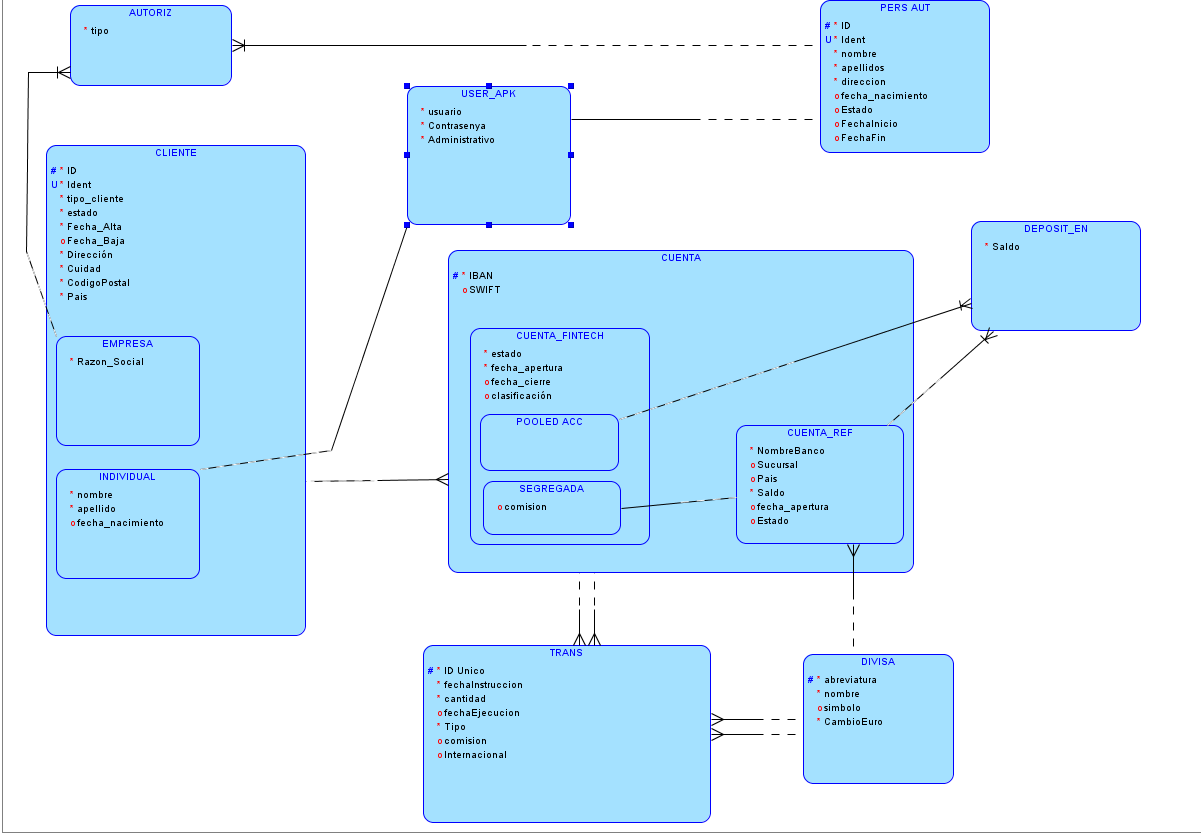 AUTORIZ
* tipo
PERS AUT
# * ID
U * Ident
* nombre
* apellidos
* direccion
o fecha_nacimiento
o Estado
o FechaInicio
o FechaFin
USER_APK
* usuario
* Contrasenya
* Administrativo
CLIENTE
# * ID
U * Ident
* tipo_cliente
* estado
* Fecha_Alta
o Fecha_Baja
* Dirección
* Cuidad
* CodigoPostal
* Pais
EMPRESA
* Razon_Social
INDIVIDUAL
* nombre
* apellido
o fecha_nacimiento
CUENTA
# * IBAN
o SWIFT
CUENTA_FINTECH
* estado
* fecha_apertura
o fecha_cierre
o clasificación
POOLED ACC
SEGREGADA
o comision
CUENTA_REF
* NombreBanco
o Sucursal
o Pais
* Saldo
o fecha_apertura
o Estado
DEPOSIT_EN
* Saldo
TRANS
# * ID Unico
* fechaInstruccion
* cantidad
o fechaEjecucion
* Tipo
o comision
o Internacional
DIVISA
# * abreviatura
* nombre
o simbolo
* CambioEuro